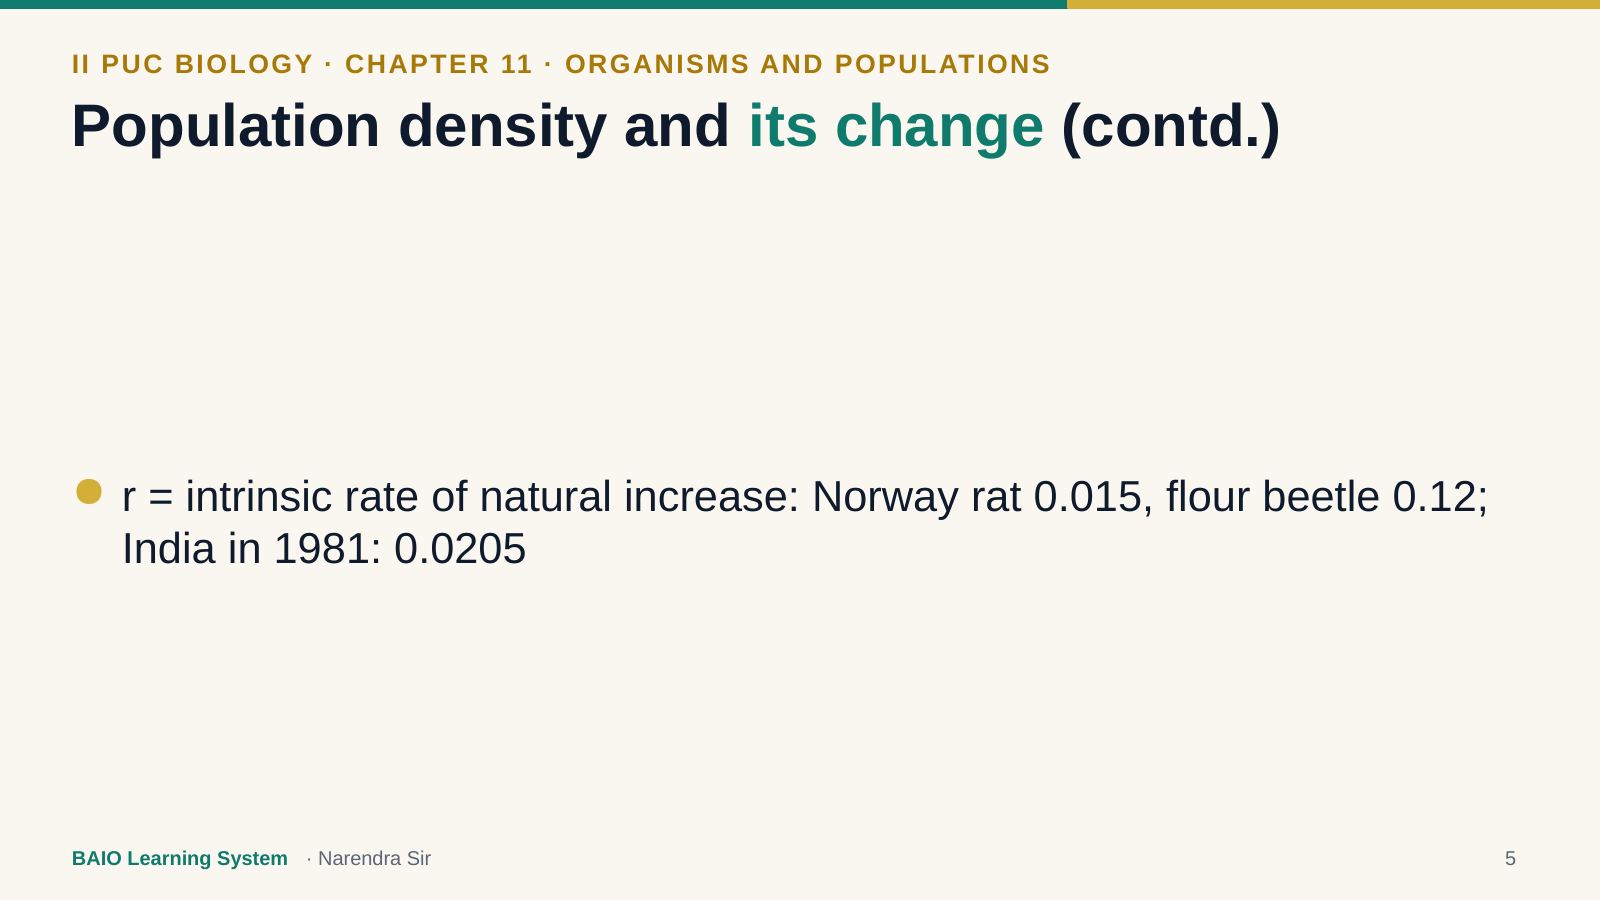 II PUC BIOLOGY · CHAPTER 11 · ORGANISMS AND POPULATIONS
Population density and its change (contd.)
r = intrinsic rate of natural increase: Norway rat 0.015, flour beetle 0.12;
India in 1981: 0.0205
BAIO Learning System · Narendra Sir
5